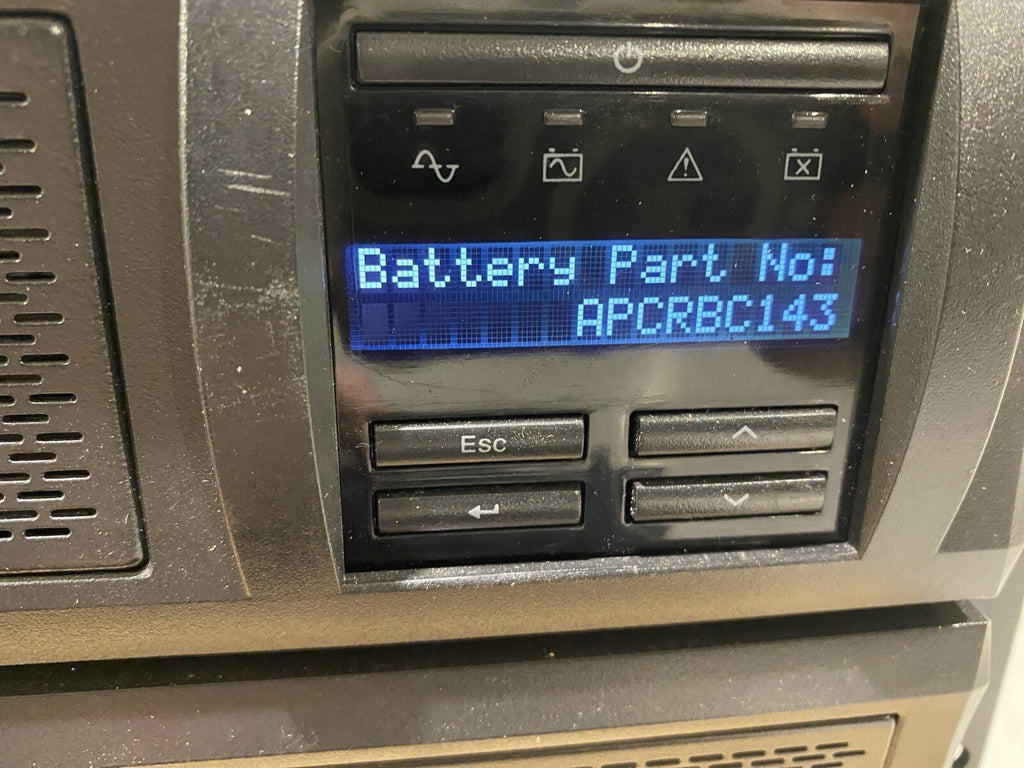 Battery Part No:
APCRBC143
Esc